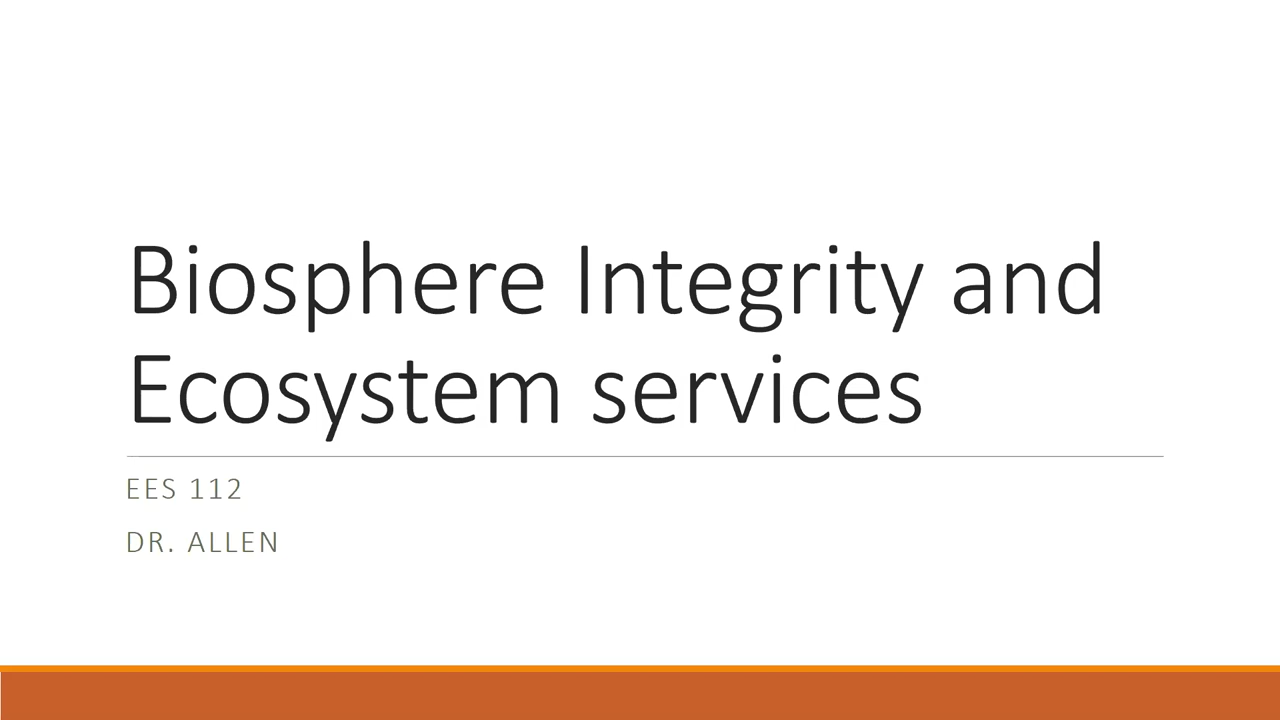 Biosphere Integrity and
Ecosystem services
EES 112
DR. ALLEN